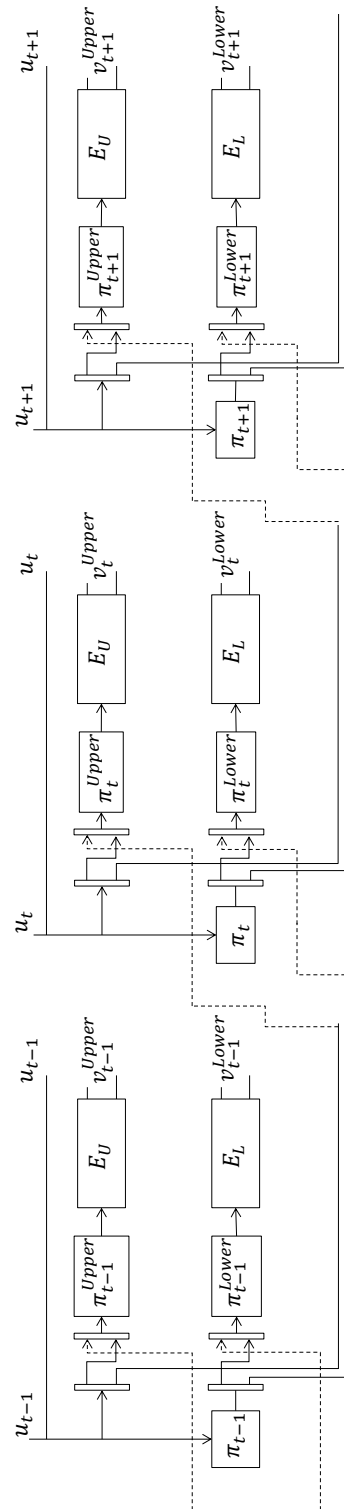 u_{t-1} u_{t-1}
π_{t-1}^{Upper} E_U v_{t-1}^{Upper}
π_{t-1} π_{t-1}^{Lower} E_L v_{t-1}^{Lower}
u_t u_t
π_t^{Upper} E_U v_t^{Upper}
π_t π_t^{Lower} E_L v_t^{Lower}
u_{t+1} u_{t+1}
π_{t+1}^{Upper} E_U v_{t+1}^{Upper}
π_{t+1} π_{t+1}^{Lower} E_L v_{t+1}^{Lower}